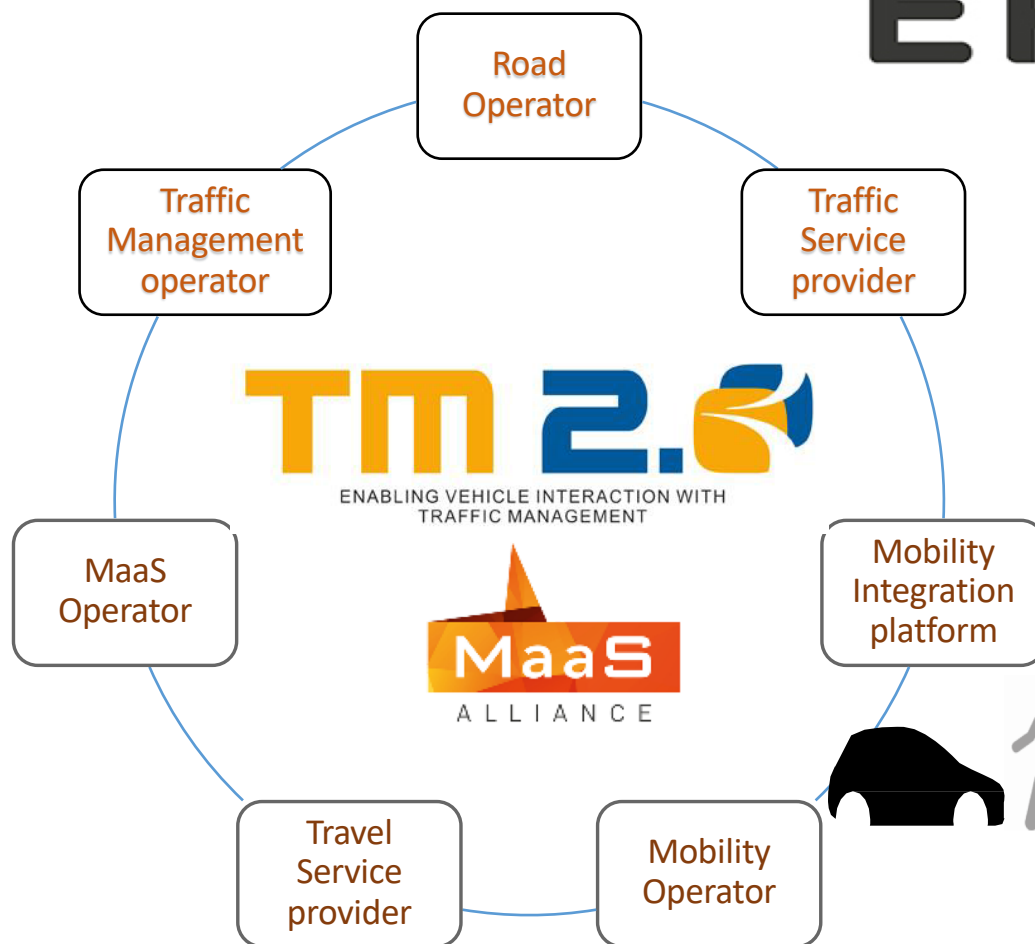 Road
Operator
Traffic
Management
operator
Traffic
Service
provider
TM 2.0
ENABLING VEHICLE INTERACTION WITH
TRAFFIC MANAGEMENT
MaaS
Operator
Mobility
Integration
platform
MaaS
ALLIANCE
Travel
Service
provider
Mobility
Operator